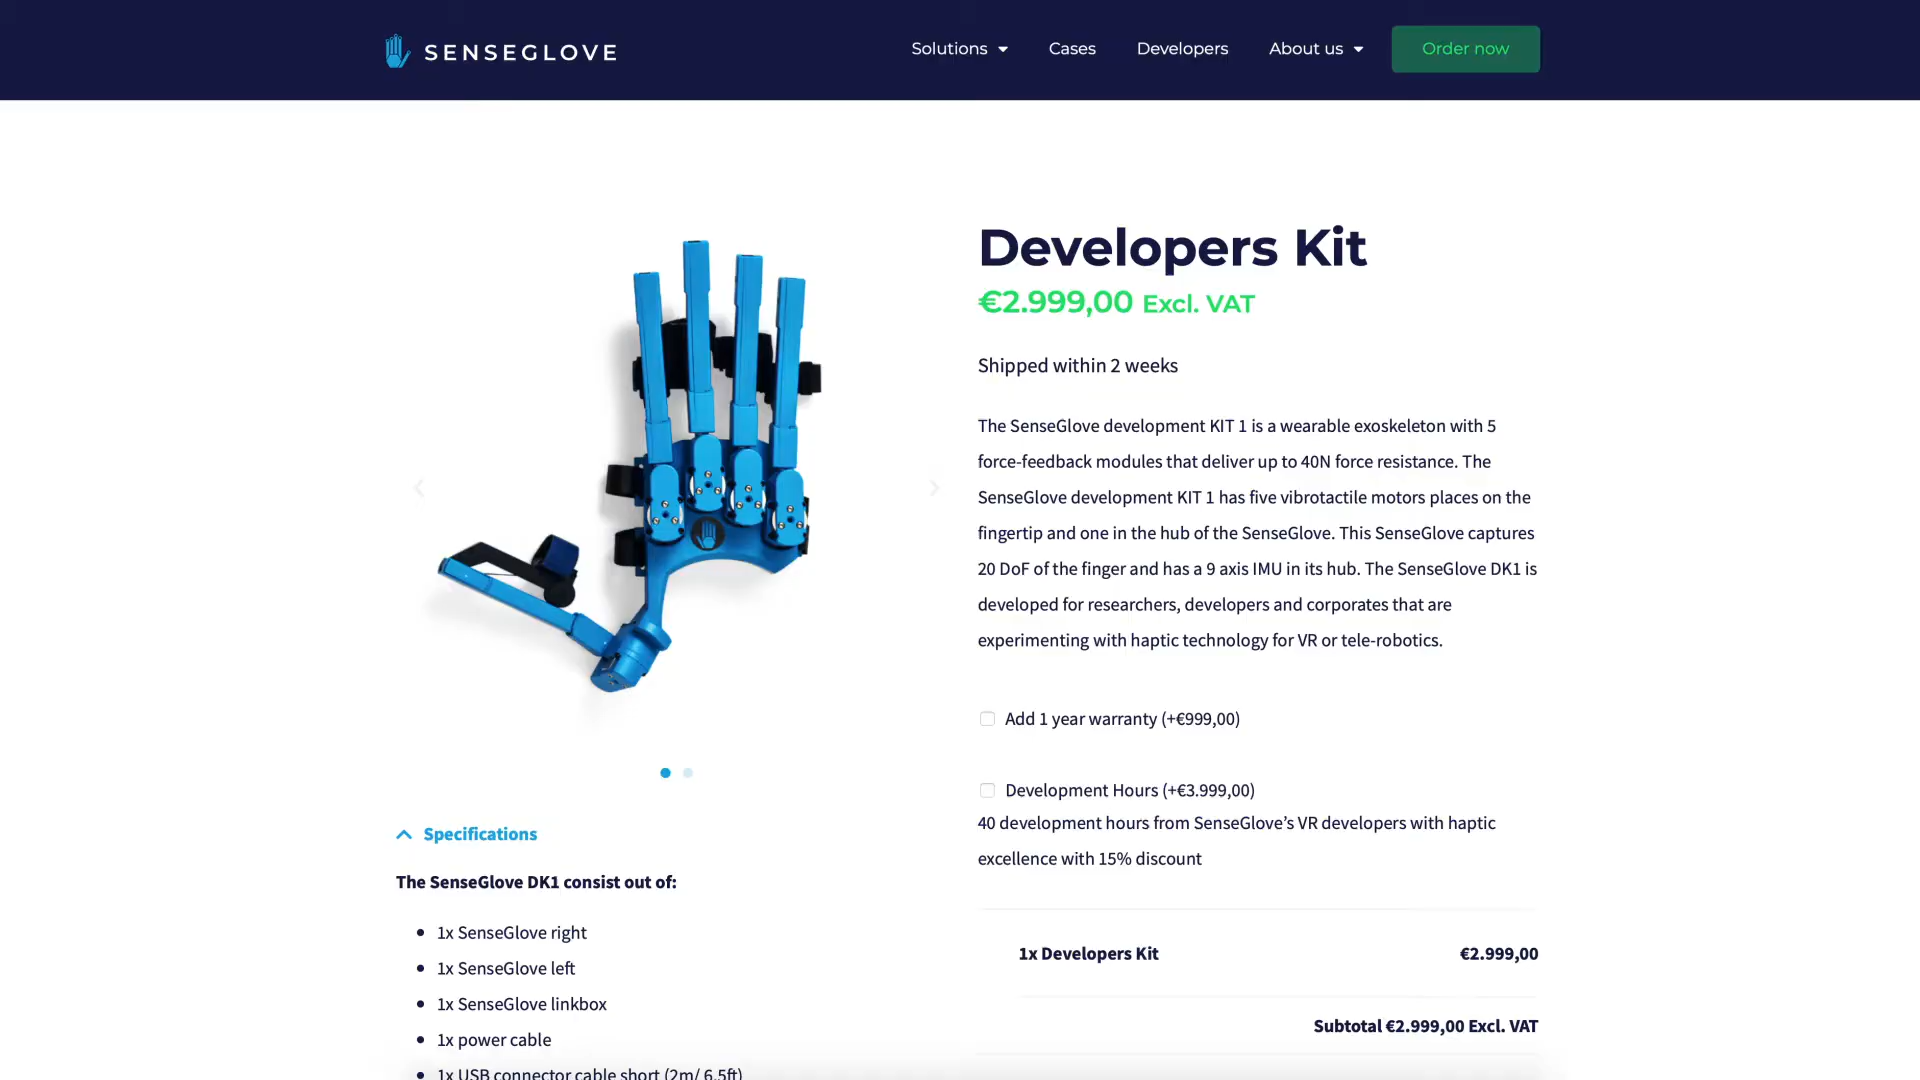 SENSEGLOVE
Solutions
Cases
Developers
About us
Order now
Developers Kit
€2.999,00 Excl. VAT
Shipped within 2 weeks
The SenseGlove development KIT 1 is a wearable exoskeleton with 5
force-feedback modules that deliver up to 40N force resistance. The
SenseGlove development KIT 1 has five vibrotactile motors places on the
fingertip and one in the hub of the SenseGlove. This SenseGlove captures
20 DoF of the finger and has a 9 axis IMU in its hub. The SenseGlove DK1 is
developed for researchers, developers and corporates that are
experimenting with haptic technology for VR or tele-robotics.
Add 1 year warranty (+€999,00)
Development Hours (+€3.999,00)
40 development hours from SenseGlove’s VR developers with haptic
excellence with 15% discount
1x Developers Kit €2.999,00
Subtotal €2.999,00 Excl. VAT
Specifications
The SenseGlove DK1 consist out of:
1x SenseGlove right
1x SenseGlove left
1x SenseGlove linkbox
1x power cable
1x USB connector cable short (2m/ 6.5ft)